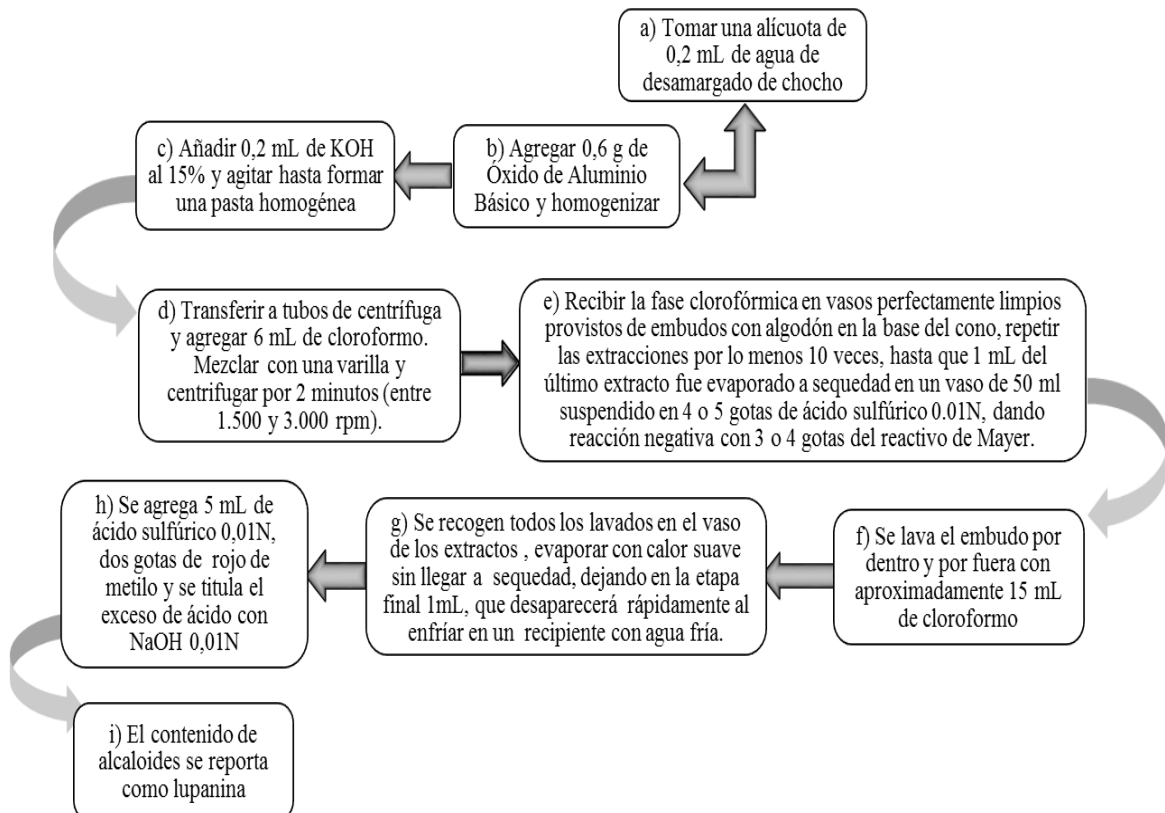 a) Tomar una alícuota de
0,2 mL de agua de
desamargado de chocho
b) Agregar 0,6 g de
Óxido de Aluminio
Básico y homogenizar
c) Añadir 0,2 mL de KOH
al 15% y agitar hasta formar
una pasta homogénea
d) Transferir a tubos de centrífuga
y agregar 6 mL de cloroformo.
Mezclar con una varilla y
centrifugar por 2 minutos (entre
1.500 y 3.000 rpm).
e) Recibir la fase clorofórmica en vasos perfectamente limpios
provistos de embudos con algodón en la base del cono, repetir
las extracciones por lo menos 10 veces, hasta que 1 mL del
último extracto fue evaporado a sequedad en un vaso de 50 ml
suspendido en 4 o 5 gotas de ácido sulfúrico 0.01N, dando
reacción negativa con 3 o 4 gotas del reactivo de Mayer.
f) Se lava el embudo por
dentro y por fuera con
aproximadamente 15 mL
de cloroformo
g) Se recogen todos los lavados en el vaso
de los extractos , evaporar con calor suave
sin llegar a sequedad, dejando en la etapa
final 1mL, que desaparecerá rápidamente al
enfríar en un recipiente con agua fría.
h) Se agrega 5 mL de
ácido sulfúrico 0,01N,
dos gotas de rojo de
metilo y se titula el
exceso de ácido con
NaOH 0,01N
i) El contenido de
alcaloides se reporta
como lupanina